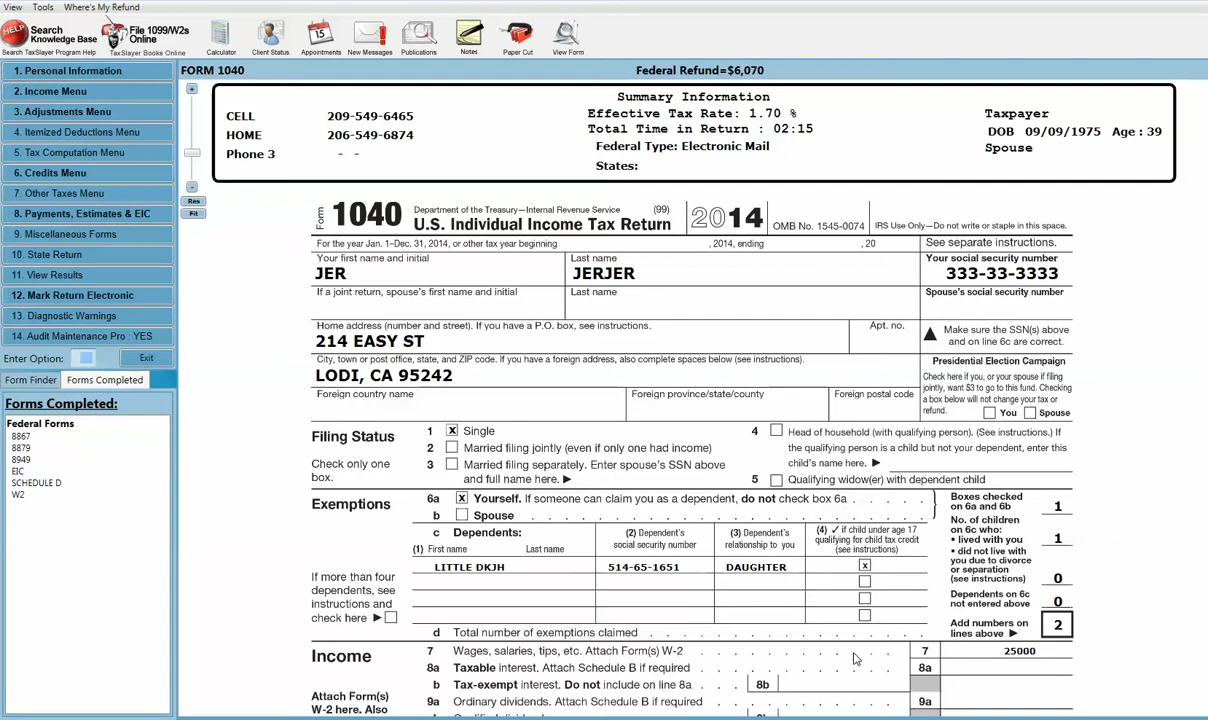 View Tools Where's My Refund
HELP Search Knowledge Base File 1099/W2s Online 15
Search TaxSlayer Program Help TaxSlayer Books Online Calculator Client Status Appointments New Messages Publications Notes Paper Cut View Form
1. Personal Information
2. Income Menu
3. Adjustments Menu
4. Itemized Deductions Menu
5. Tax Computation Menu
6. Credits Menu
7. Other Taxes Menu
8. Payments, Estimates & EIC
9. Miscellaneous Forms
10. State Return
11. View Results
12. Mark Return Electronic
13. Diagnostic Warnings
14. Audit Maintenance Pro : YES
Enter Option: Exit
Form Finder Forms Completed
Forms Completed:
Federal Forms
8867
8879
8949
EIC
SCHEDULE D
W2
FORM 1040 Federal Refund=$6,070
+
-
Res
Fit
Summary Information
CELL 209-549-6465 Effective Tax Rate: 1.70 % Taxpayer
HOME 206-549-6874 Total Time in Return : 02:15 DOB 09/09/1975 Age: 39
Phone 3 - - Federal Type: Electronic Mail Spouse
States:
Form 1040 Department of the Treasury—Internal Revenue Service (99)
U.S. Individual Income Tax Return 2014 OMB No. 1545-0074 IRS Use Only—Do not write or staple in this space.
For the year Jan. 1–Dec. 31, 2014, or other tax year beginning , 2014, ending , 20 See separate instructions.
Your first name and initial Last name Your social security number
JER JERJER 333-33-3333
If a joint return, spouse's first name and initial Last name Spouse's social security number
Home address (number and street). If you have a P.O. box, see instructions. Apt. no.
214 EASY ST
▲ Make sure the SSN(s) above
and on line 6c are correct.
City, town or post office, state, and ZIP code. If you have a foreign address, also complete spaces below (see instructions).
LODI, CA 95242
Foreign country name Foreign province/state/county Foreign postal code
Presidential Election Campaign
Check here if you, or your spouse if filing
jointly, want $3 to go to this fund. Checking
a box below will not change your tax or
refund. You Spouse
Filing Status
Check only one
box.
1 X Single
2 Married filing jointly (even if only one had income)
3 Married filing separately. Enter spouse's SSN above
and full name here. ▶
4 Head of household (with qualifying person). (See instructions.) If
the qualifying person is a child but not your dependent, enter this
child's name here. ▶
5 Qualifying widow(er) with dependent child
Exemptions
6a X Yourself. If someone can claim you as a dependent, do not check box 6a . . . . .
b Spouse . . . . . . . . . . . . . . . . . . . .
c Dependents: (2) Dependent's social security number (3) Dependent's relationship to you (4) ✓ if child under age 17 qualifying for child tax credit (see instructions)
(1) First name Last name
LITTLE DKJH 514-65-1651 DAUGHTER X
If more than four
dependents, see
instructions and
check here ▶
d Total number of exemptions claimed . . . . . . . . . . . . . . . . .
Boxes checked
on 6a and 6b 1
No. of children
on 6c who:
• lived with you 1
• did not live with
you due to divorce
or separation
(see instructions) 0
Dependents on 6c
not entered above 0
Add numbers on
lines above ▶ 2
Income
7 Wages, salaries, tips, etc. Attach Form(s) W-2 . . . . . . . . . . . . 7 25000
8a Taxable interest. Attach Schedule B if required . . . . . . . . . . . . 8a
b Tax-exempt interest. Do not include on line 8a . . . 8b
Attach Form(s)
W-2 here. Also
9a Ordinary dividends. Attach Schedule B if required . . . . . . . . . . . 9a